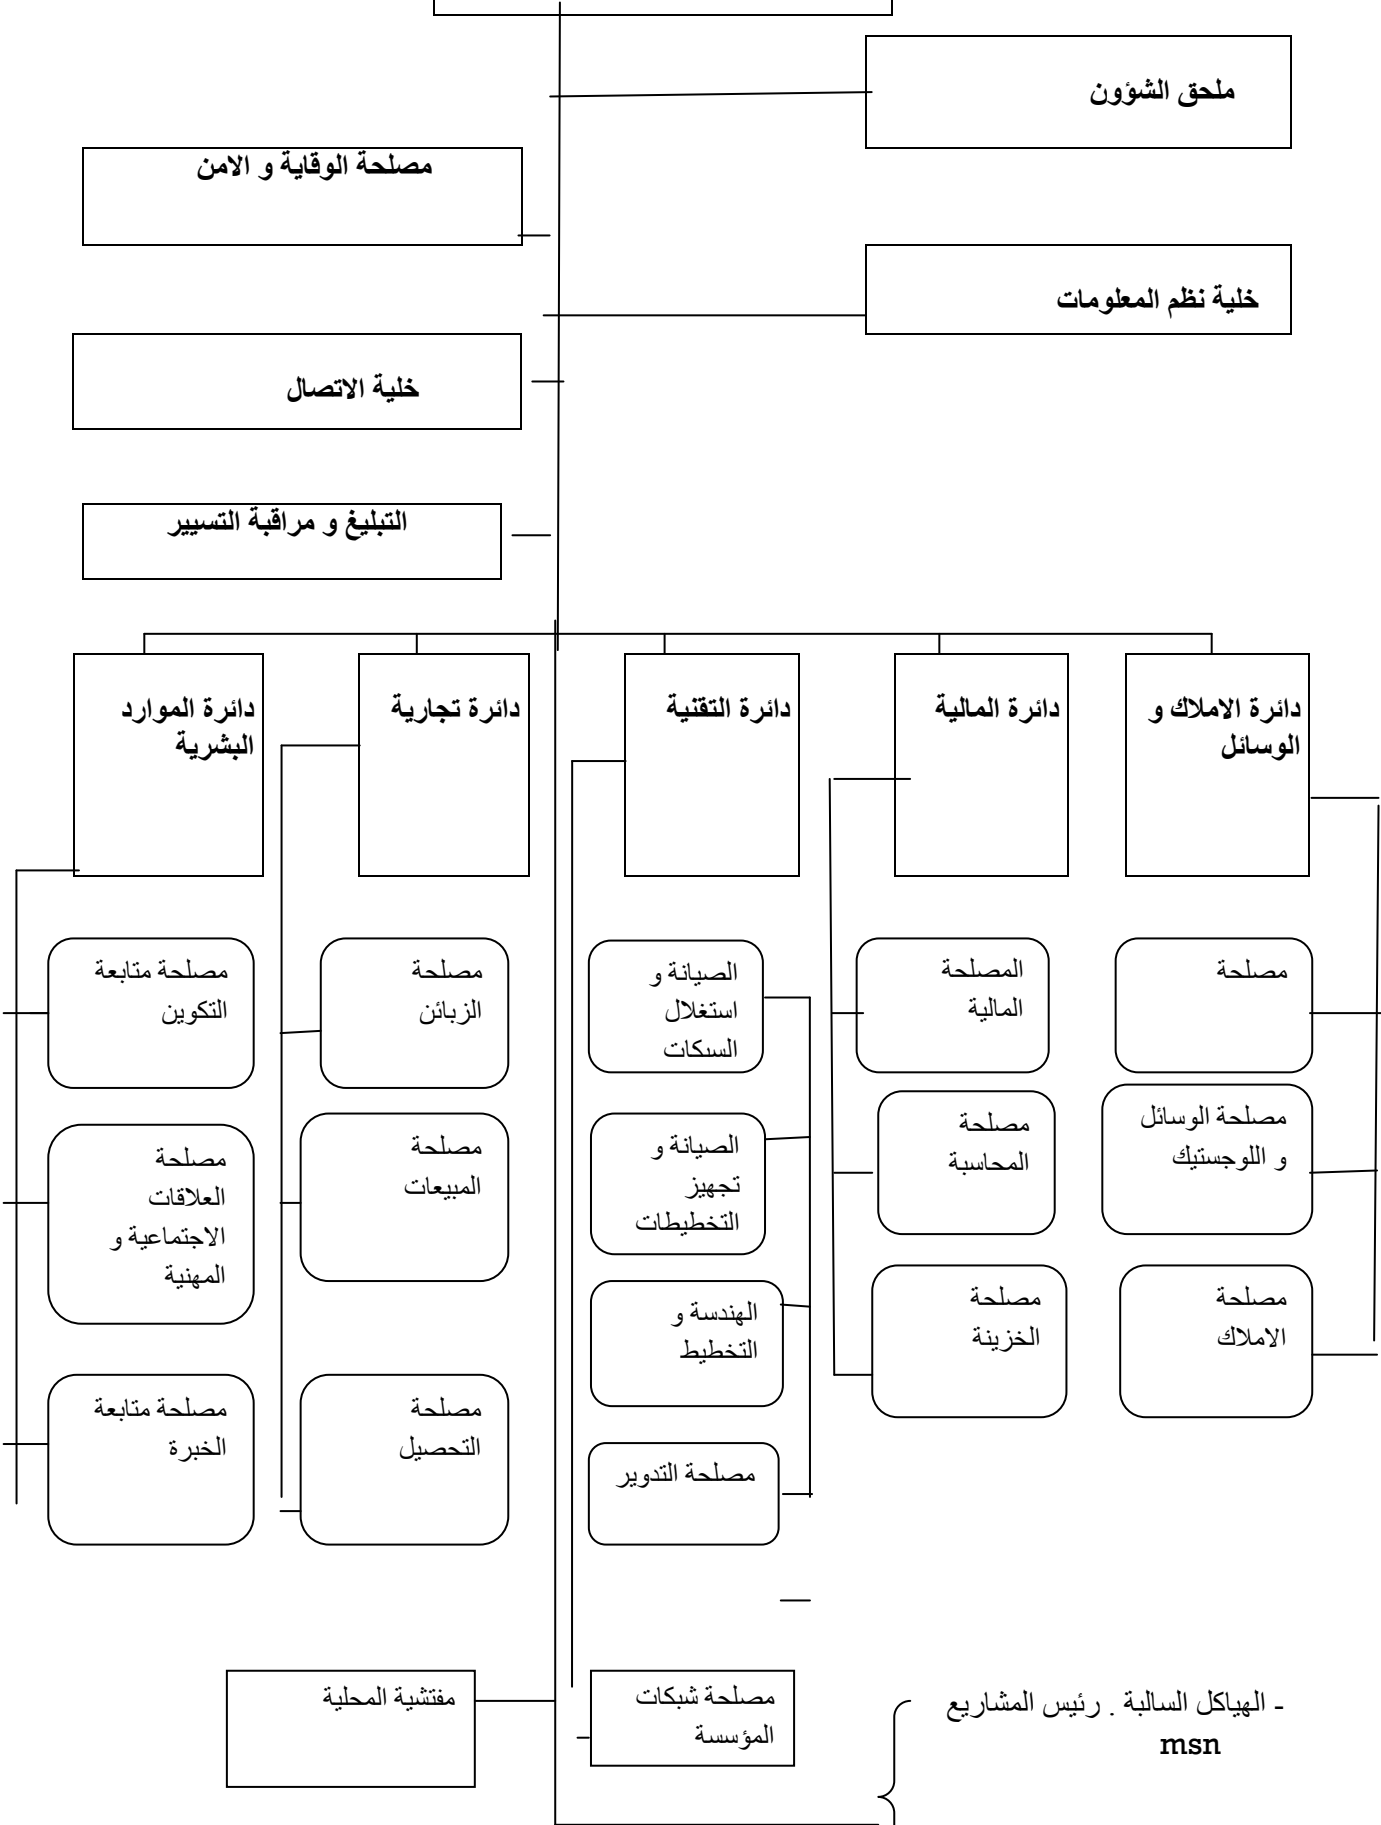 ملحق الشؤون
مصلحة الوقاية و الامن
خلية نظم المعلومات
خلية الاتصال
التبليغ و مراقبة التسيير
دائرة الاملاك و
الوسائل
دائرة المالية
دائرة التقنية
دائرة تجارية
دائرة الموارد
البشرية
مصلحة
المصلحة
المالية
الصيانة و
استغلال
السبكات
مصلحة
الزبائن
مصلحة متابعة
التكوين
مصلحة الوسائل
و اللوجستيك
مصلحة
المحاسبة
الصيانة و
تجهيز
التخطيطات
مصلحة
المبيعات
مصلحة
العلاقات
الاجتماعية و
المهنية
مصلحة
الاملاك
مصلحة
الخزينة
الهندسة و
التخطيط
مصلحة
التحصيل
مصلحة متابعة
الخبرة
مصلحة التدوير
- الهياكل السالبة . رئيس المشاريع
msn
مصلحة شبكات
المؤسسة
مفتشية المحلية